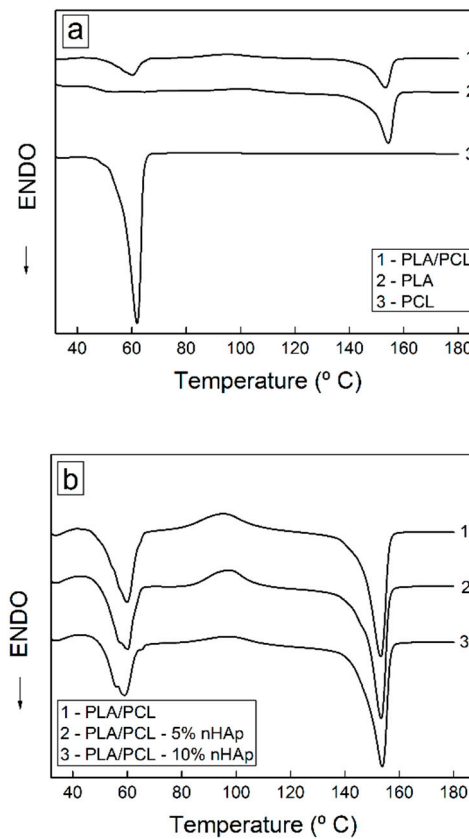 a
1
2
3
ENDO
1 - PLA/PCL
2 - PLA
3 - PCL
40 60 80 100 120 140 160 180
Temperature (º C)
b
1
2
3
ENDO
1 - PLA/PCL
2 - PLA/PCL - 5% nHAp
3 - PLA/PCL - 10% nHAp
40 60 80 100 120 140 160 180
Temperature (º C)